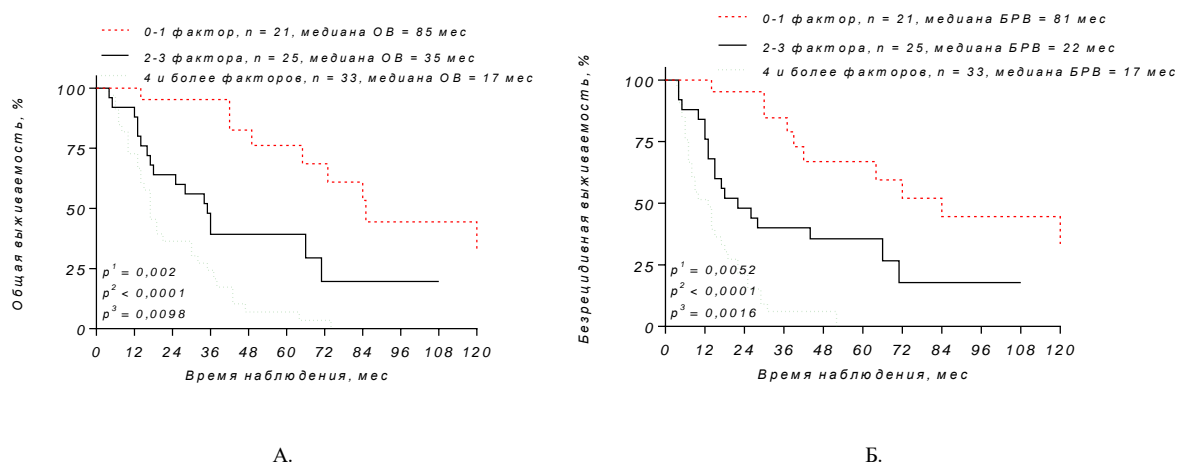 0-1 фактор, n = 21, медиана ОВ = 85 мес
2-3 фактора, n = 25, медиана ОВ = 35 мес
4 и более факторов, n = 33, медиана ОВ = 17 мес
Общая выживаемость, %
100
75
50
25
0
p¹ = 0,002
p² < 0,0001
p³ = 0,0098
0 12 24 36 48 60 72 84 96 108 120
Время наблюдения, мес
А.
0-1 фактор, n = 21, медиана БРВ = 81 мес
2-3 фактора, n = 25, медиана БРВ = 22 мес
4 и более факторов, n = 33, медиана БРВ = 17 мес
Безрецидивная выживаемость, %
100
75
50
25
0
p¹ = 0,0052
p² < 0,0001
p³ = 0,0016
0 12 24 36 48 60 72 84 96 108 120
Время наблюдения, мес
Б.